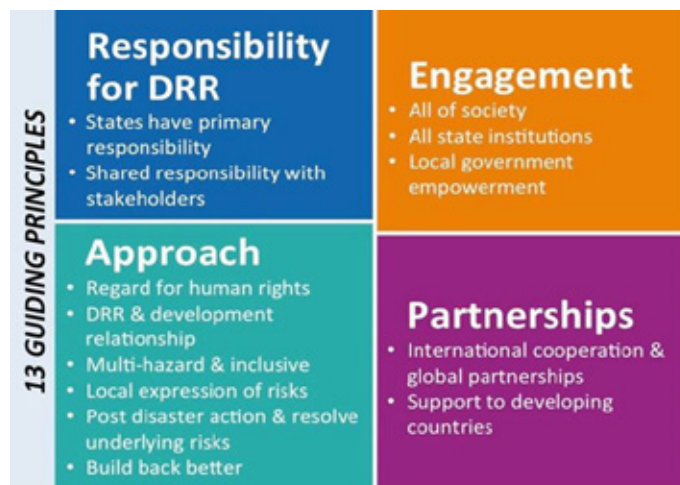 13 GUIDING PRINCIPLES
Responsibility
for DRR
• States have primary
responsibility
• Shared responsibility with
stakeholders
Engagement
• All of society
• All state institutions
• Local government
empowerment
Approach
• Regard for human rights
• DRR & development
relationship
• Multi-hazard & inclusive
• Local expression of risks
• Post disaster action & resolve
underlying risks
• Build back better
Partnerships
• International cooperation &
global partnerships
• Support to developing
countries